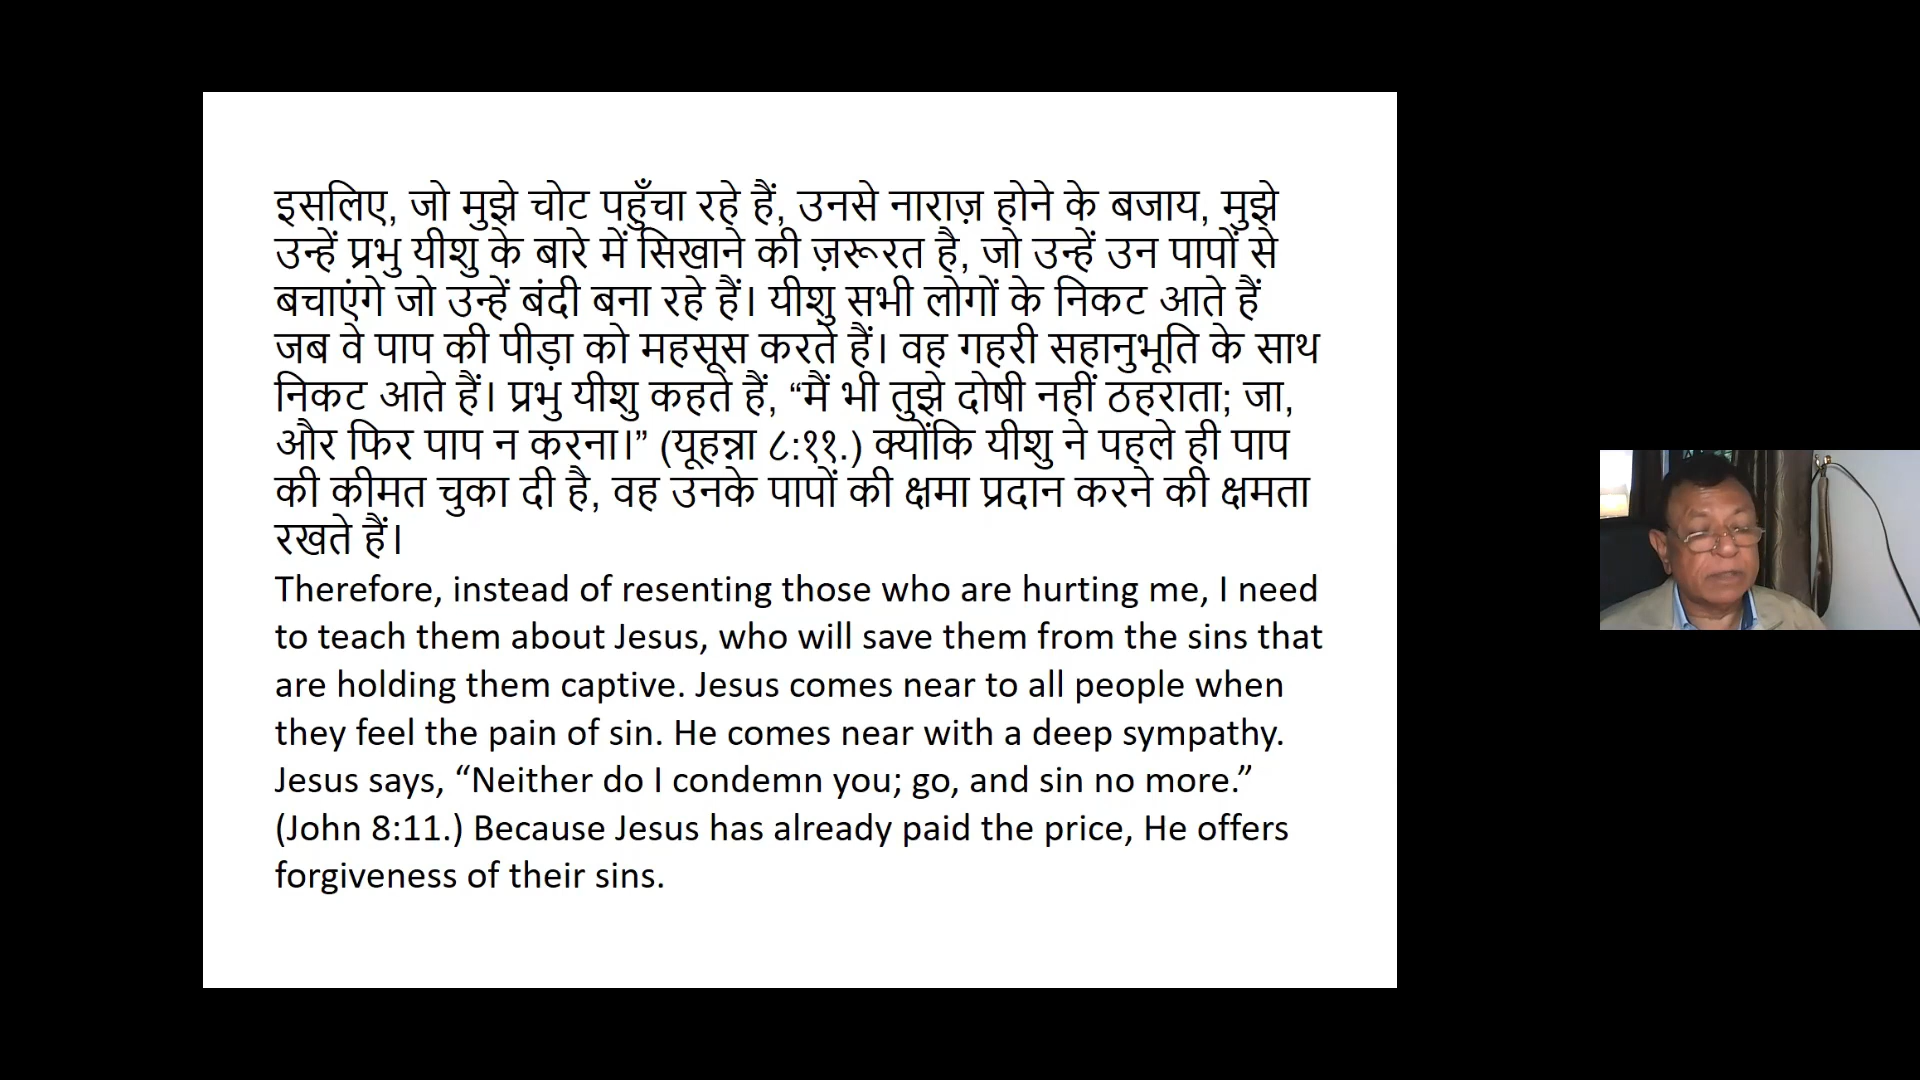 इसलिए, जो मुझे चोट पहुँचा रहे हैं, उनसे नाराज़ होने के बजाय, मुझे
उन्हें प्रभु यीशु के बारे में सिखाने की ज़रूरत है, जो उन्हें उन पापों से
बचाएंगे जो उन्हें बंदी बना रहे हैं। यीशु सभी लोगों के निकट आते हैं
जब वे पाप की पीड़ा को महसूस करते हैं। वह गहरी सहानुभूति के साथ
निकट आते हैं। प्रभु यीशु कहते हैं, “मैं भी तुझे दोषी नहीं ठहराता; जा,
और फिर पाप न करना।” (यूहन्ना ८:११.) क्योंकि यीशु ने पहले ही पाप
की कीमत चुका दी है, वह उनके पापों की क्षमा प्रदान करने की क्षमता
रखते हैं।
Therefore, instead of resenting those who are hurting me, I need
to teach them about Jesus, who will save them from the sins that
are holding them captive. Jesus comes near to all people when
they feel the pain of sin. He comes near with a deep sympathy.
Jesus says, “Neither do I condemn you; go, and sin no more.”
(John 8:11.) Because Jesus has already paid the price, He offers
forgiveness of their sins.